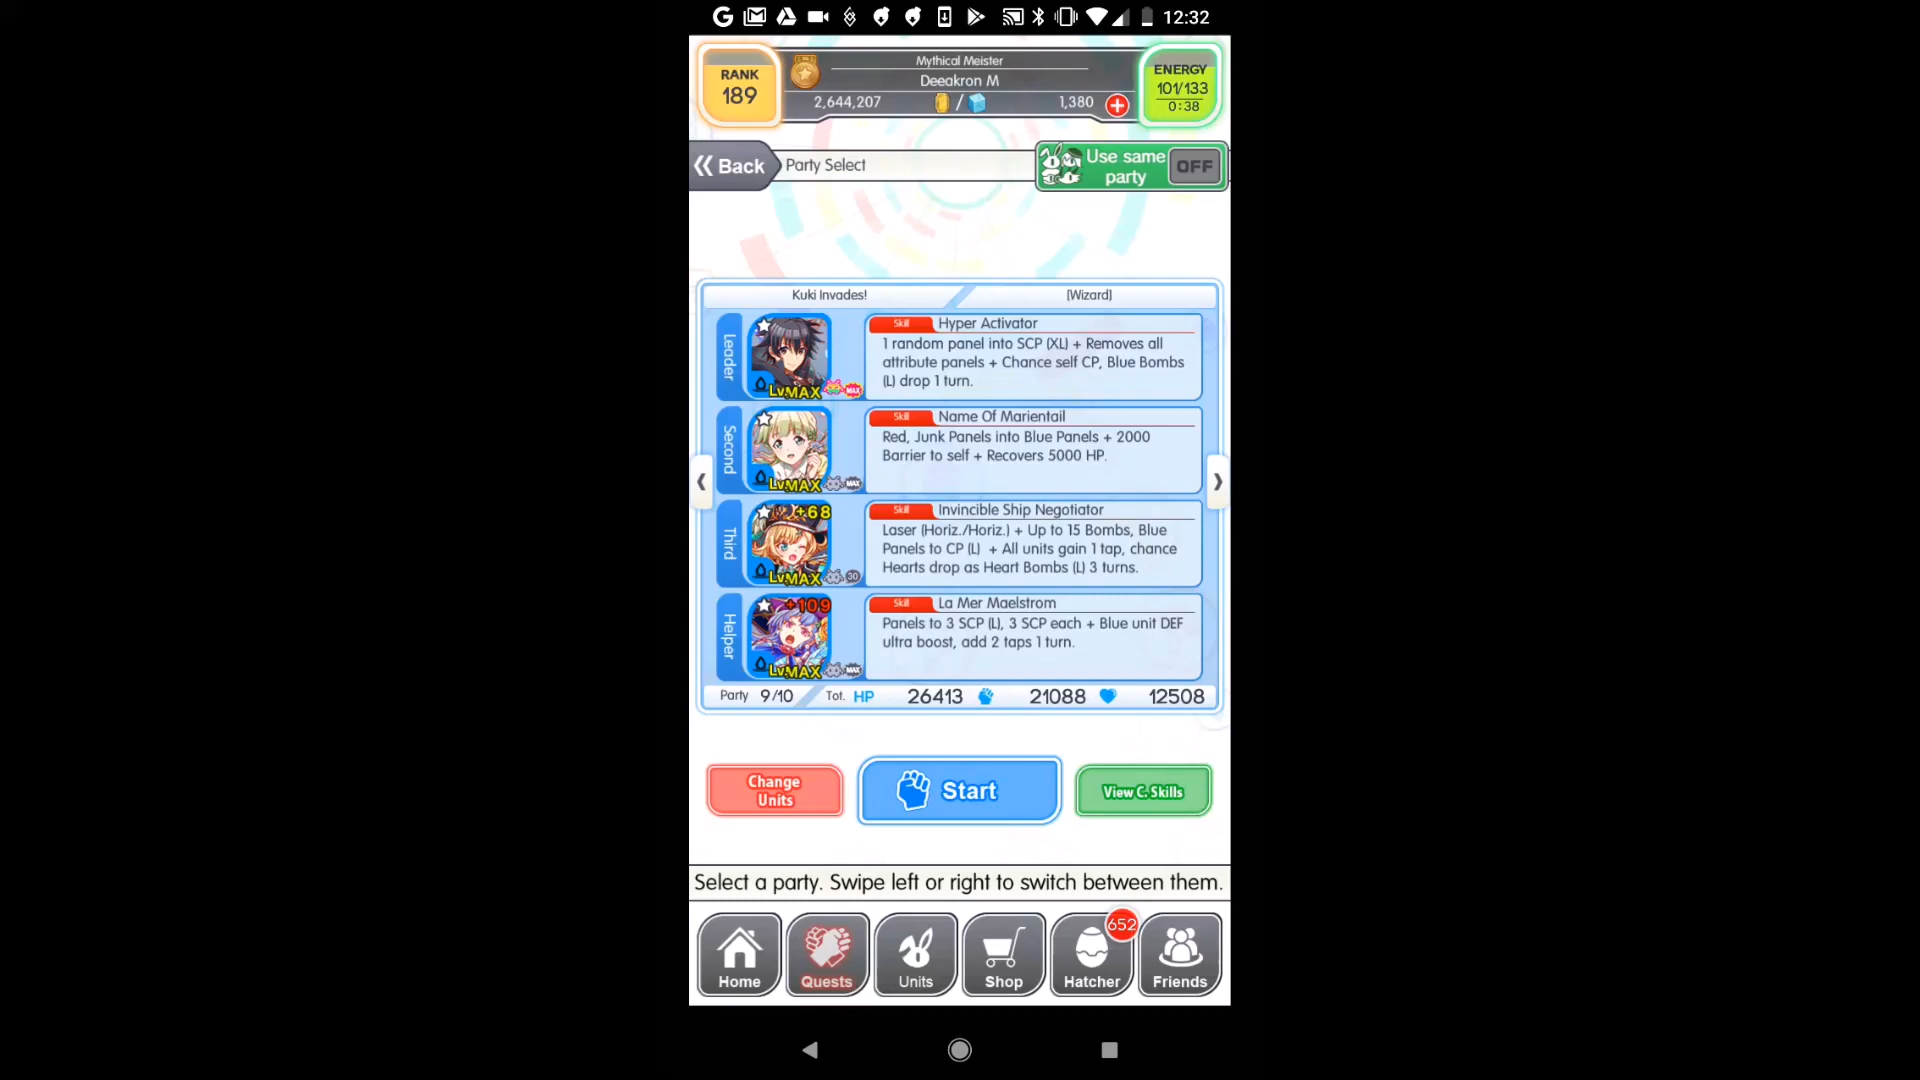 12:32
RANK
189
Mythical Meister
Deeakron M
2,644,207 / 1,380
ENERGY
101/133
0:38
Back
Party Select
Use same
party
OFF
Kuki Invades!
[Wizard]
Leader
LvMAX
MAX
Skill Hyper Activator
1 random panel into SCP (XL) + Removes all
attribute panels + Chance self CP, Blue Bombs
(L) drop 1 turn.
Second
LvMAX
MAX
Skill Name Of Marientail
Red, Junk Panels into Blue Panels + 2000
Barrier to self + Recovers 5000 HP.
Third
+68
LvMAX
30
Skill Invincible Ship Negotiator
Laser (Horiz./Horiz.) + Up to 15 Bombs, Blue
Panels to CP (L) + All units gain 1 tap, chance
Hearts drop as Heart Bombs (L) 3 turns.
Helper
+109
LvMAX
MAX
Skill La Mer Maelstrom
Panels to 3 SCP (L), 3 SCP each + Blue unit DEF
ultra boost, add 2 taps 1 turn.
Party 9/10 Tot. HP 26413 21088 12508
Change
Units
Start
View C. Skills
Select a party. Swipe left or right to switch between them.
652
Home
Quests
Units
Shop
Hatcher
Friends